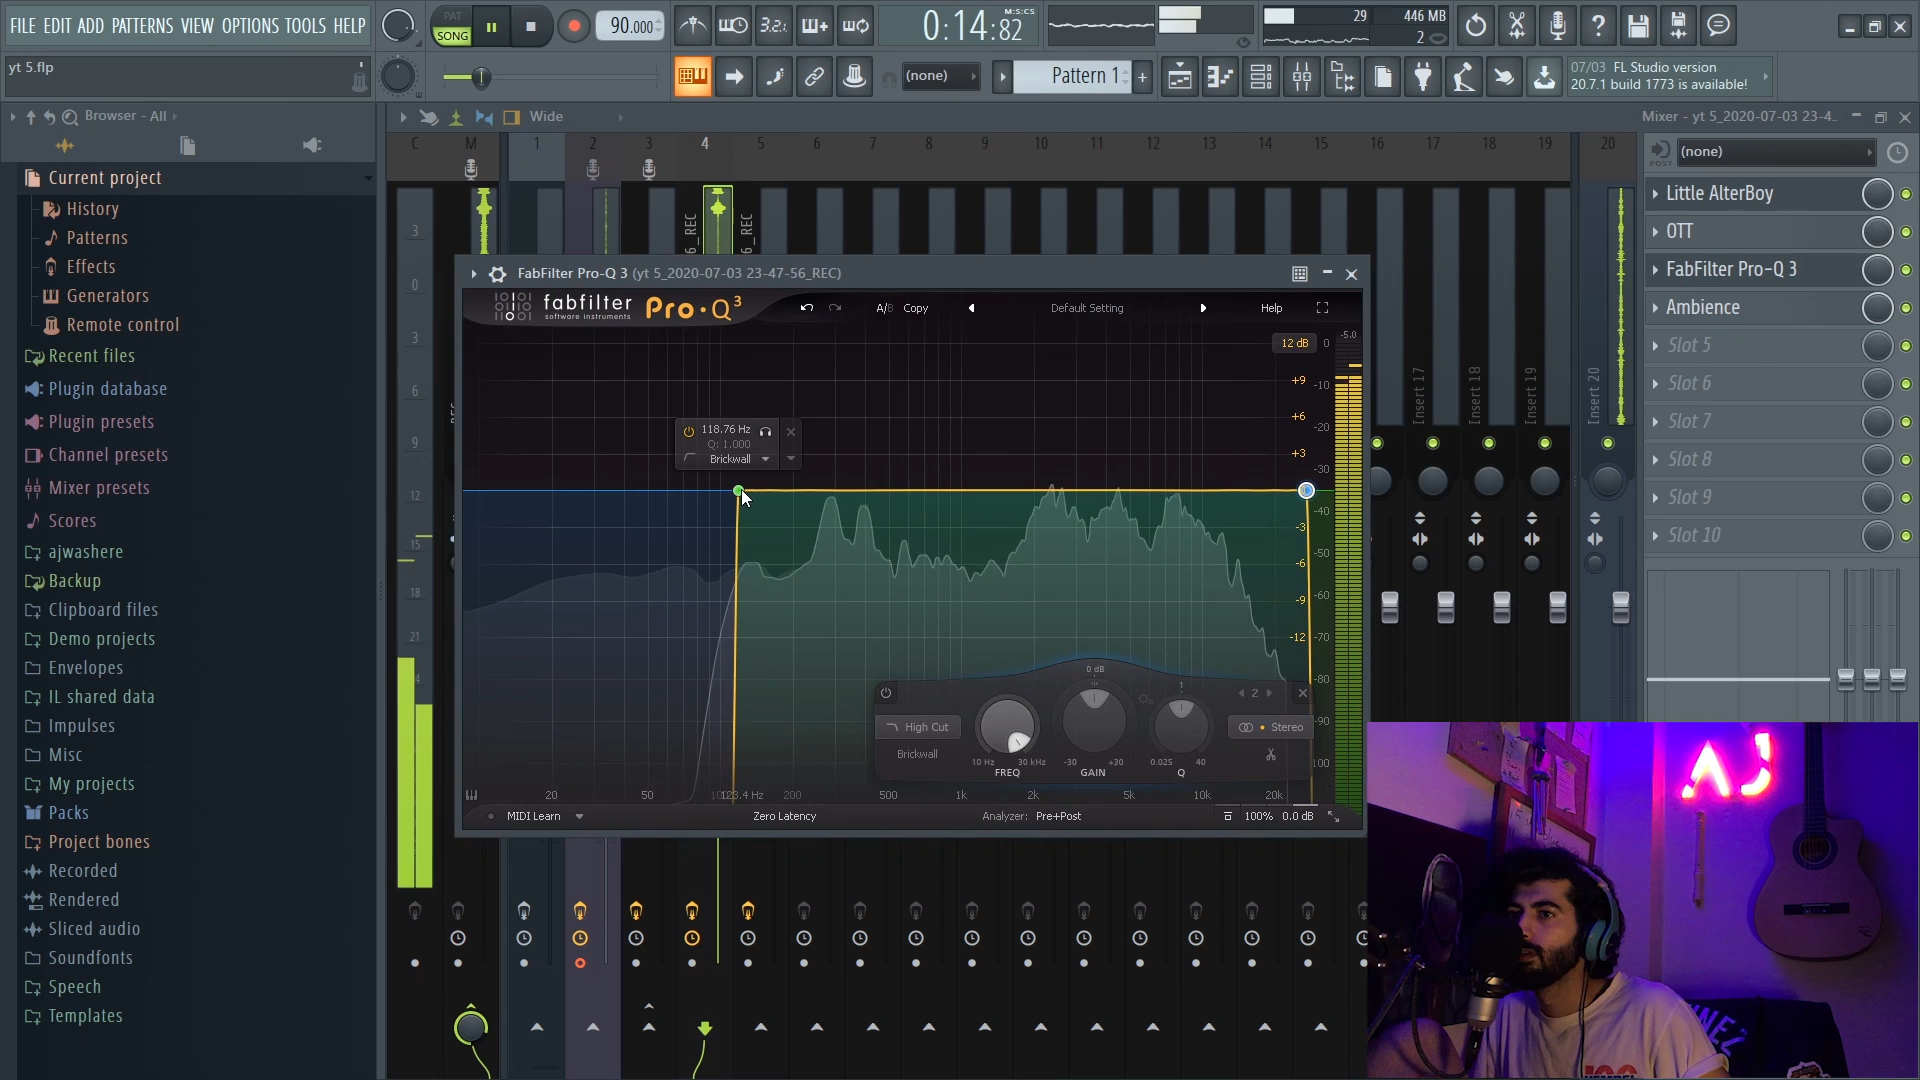 FILE EDIT ADD PATTERNS VIEW OPTIONS TOOLS HELP
PAT
SONG
90.000
3.2.
0:14:82
M:S:CS
29
446 MB
2
yt 5.flp
(none)
Pattern 1
+
07/03 FL Studio version
20.7.1 build 1773 is available!
Browser - All
Wide
Mixer - yt 5_2020-07-03 23-4..
Current project
History
Patterns
Effects
Generators
Remote control
Recent files
Plugin database
Plugin presets
Channel presets
Mixer presets
Scores
ajwashere
Backup
Clipboard files
Demo projects
Envelopes
IL shared data
Impulses
Misc
My projects
Packs
Project bones
Recorded
Rendered
Sliced audio
Soundfonts
Speech
Templates
C M 1 2 3 4 5 6 7 8 9 10 11 12 13 14 15 16 17 18 19 20
3
0
3
6
9
12
15
18
21
6_REC
6_REC
Insert 17
Insert 18
Insert 19
Insert 20
POST
(none)
Little AlterBoy
OTT
FabFilter Pro-Q 3
Ambience
Slot 5
Slot 6
Slot 7
Slot 8
Slot 9
Slot 10
FabFilter Pro-Q 3 (yt 5_2020-07-03 23-47-56_REC)
fabfilter
software instruments
Pro·Q3
A/B Copy
Default Setting
Help
12 dB
0
-5.0
+9
-10
+6
-20
+3
-30
-40
-3
-50
-6
-60
-9
-12
-70
-80
-90
118.76 Hz
Q: 1.000
Brickwall
0 dB
1
2
High Cut
Brickwall
Stereo
10 Hz 30 kHz
FREQ
-30 +30
GAIN
0.025 40
Q
20 50 123.4 Hz 200 500 1k 2k 5k 10k 20k
MIDI Learn
Zero Latency
Analyzer: Pre+Post
100%
0.0 dB
AJ